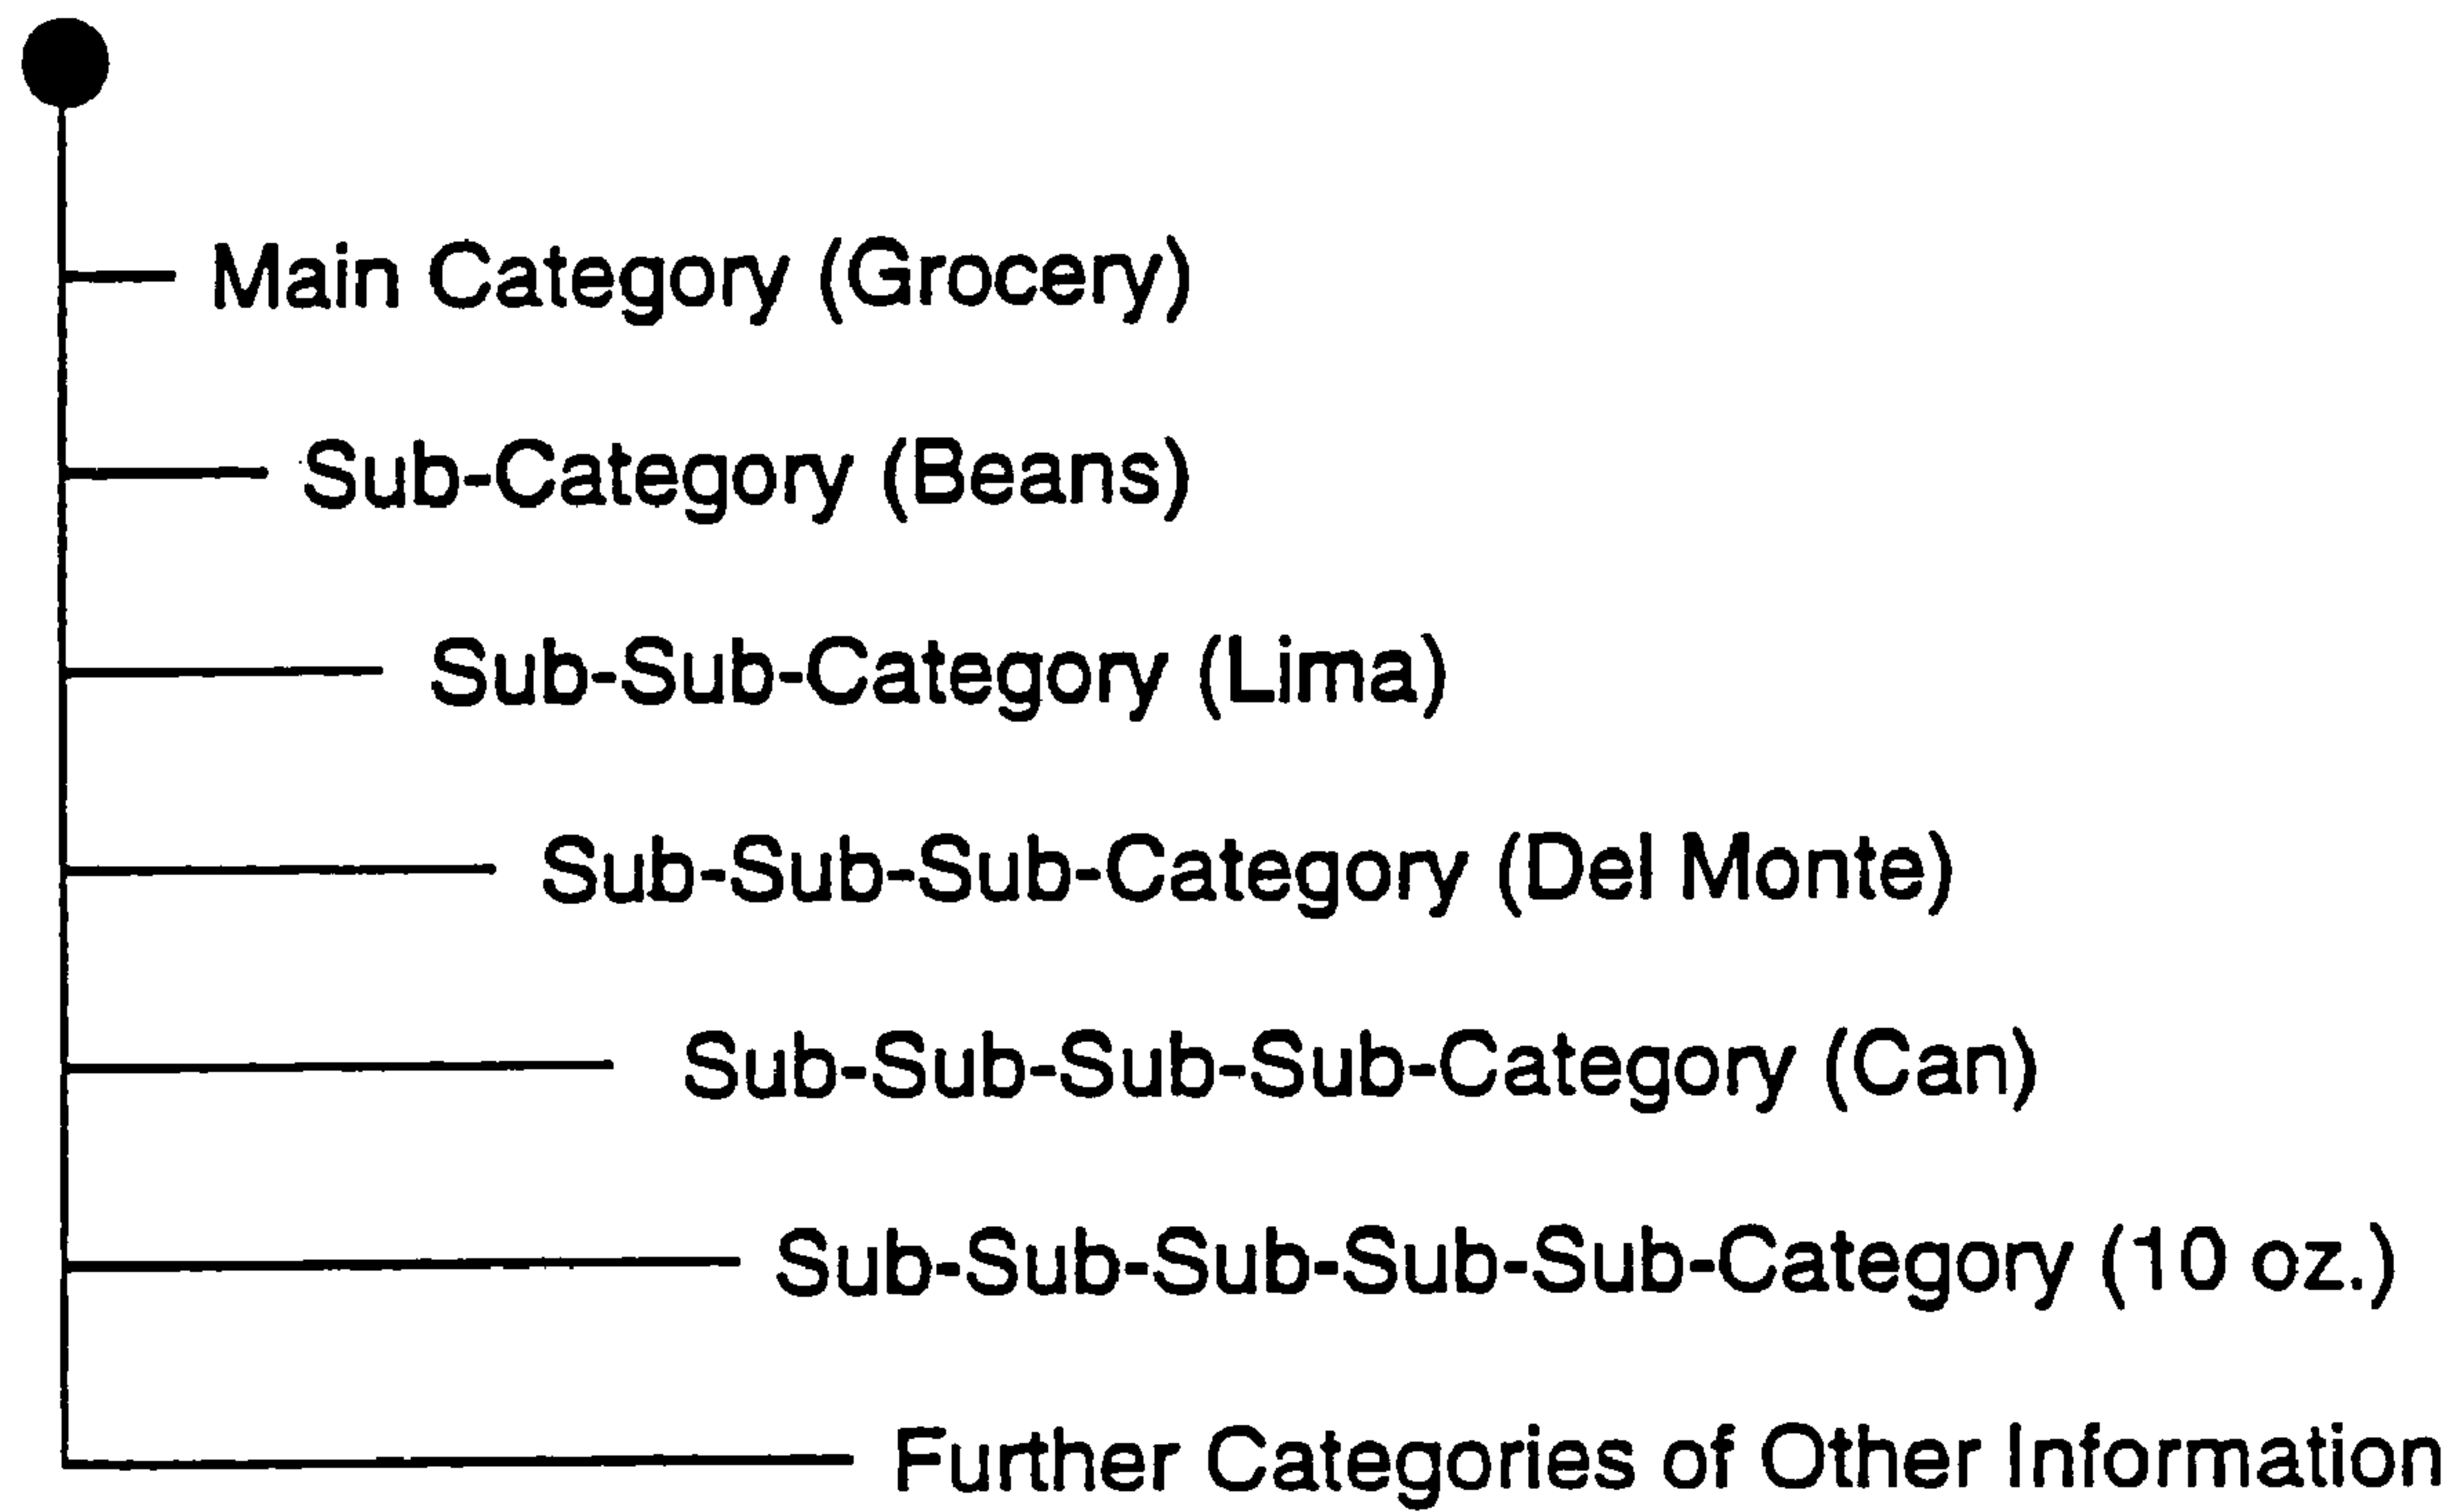 Main Category (Grocery)
Sub-Category (Beans)
Sub-Sub-Category (Lima)
Sub-Sub-Sub-Category (Del Monte)
Sub-Sub-Sub-Sub-Category (Can)
Sub-Sub-Sub-Sub-Sub-Category (10 oz.)
Further Categories of Other Information